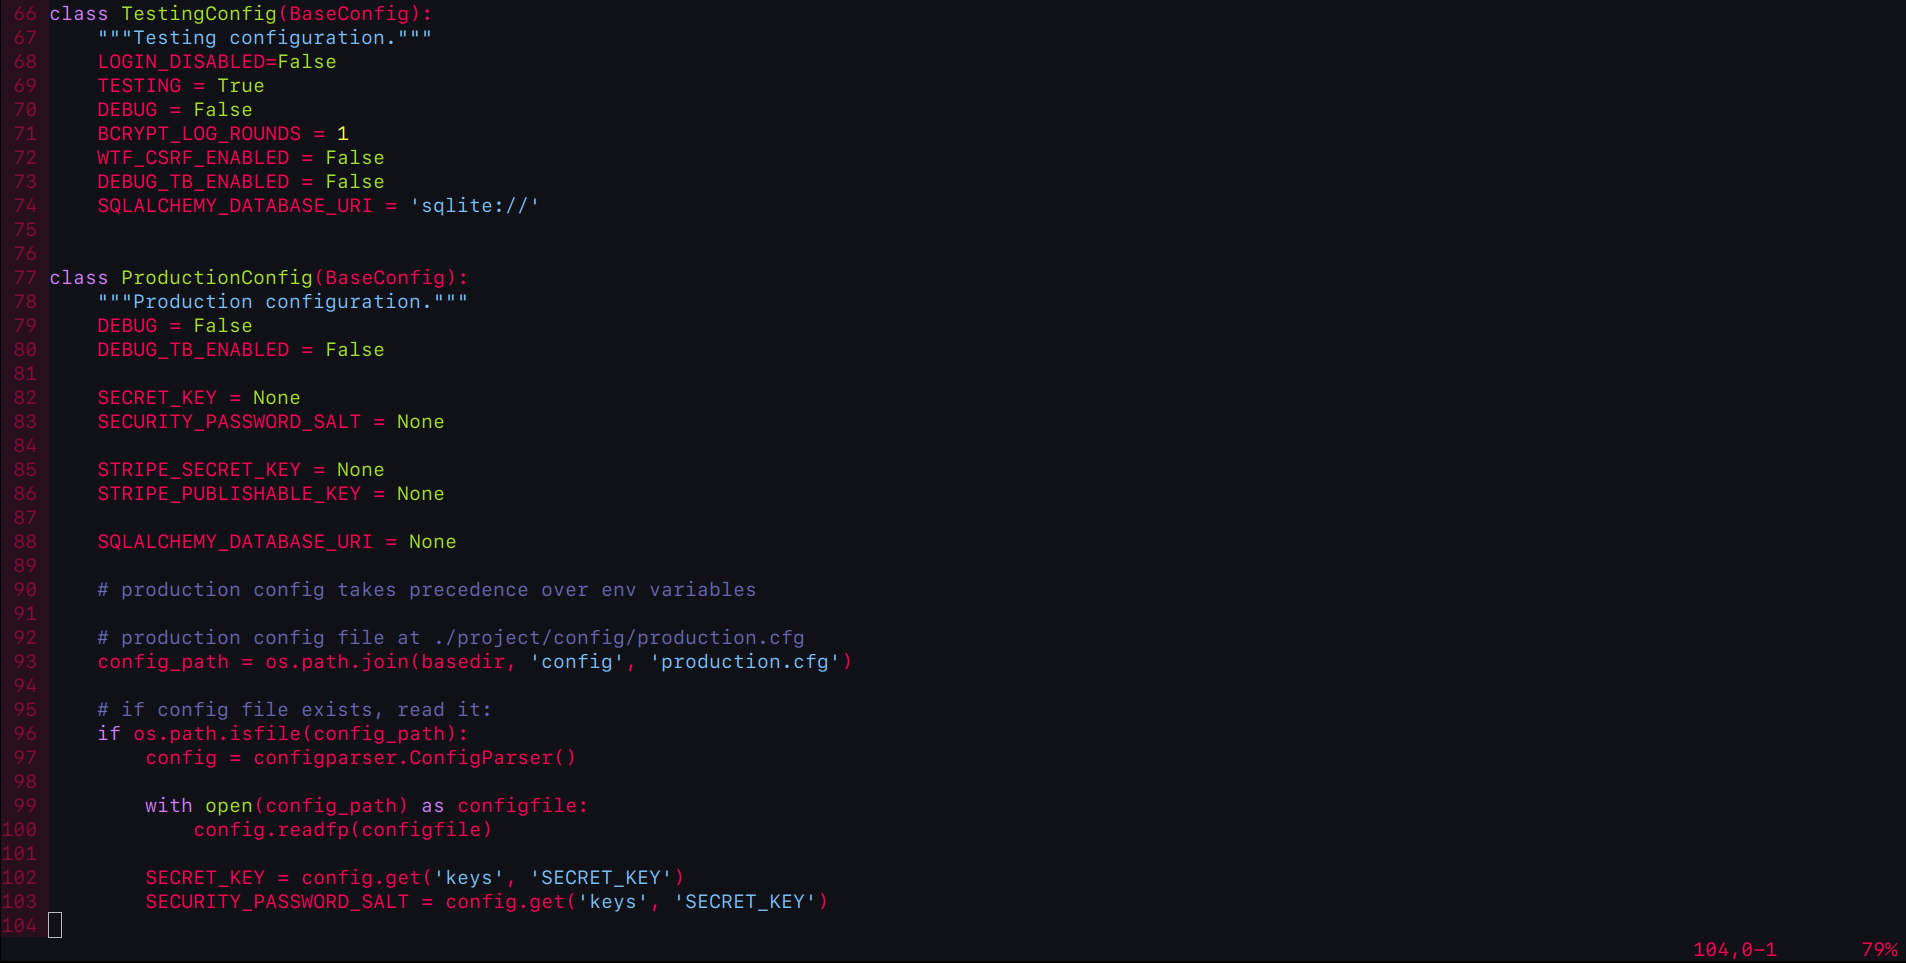 66 class TestingConfig(BaseConfig):
67     """Testing configuration."""
68     LOGIN_DISABLED=False
69     TESTING = True
70     DEBUG = False
71     BCRYPT_LOG_ROUNDS = 1
72     WTF_CSRF_ENABLED = False
73     DEBUG_TB_ENABLED = False
74     SQLALCHEMY_DATABASE_URI = 'sqlite://'
75
76
77 class ProductionConfig(BaseConfig):
78     """Production configuration."""
79     DEBUG = False
80     DEBUG_TB_ENABLED = False
81
82     SECRET_KEY = None
83     SECURITY_PASSWORD_SALT = None
84
85     STRIPE_SECRET_KEY = None
86     STRIPE_PUBLISHABLE_KEY = None
87
88     SQLALCHEMY_DATABASE_URI = None
89
90     # production config takes precedence over env variables
91
92     # production config file at ./project/config/production.cfg
93     config_path = os.path.join(basedir, 'config', 'production.cfg')
94
95     # if config file exists, read it:
96     if os.path.isfile(config_path):
97         config = configparser.ConfigParser()
98
99         with open(config_path) as configfile:
100             config.readfp(configfile)
101
102         SECRET_KEY = config.get('keys', 'SECRET_KEY')
103         SECURITY_PASSWORD_SALT = config.get('keys', 'SECRET_KEY')
104
104,0-1 79%